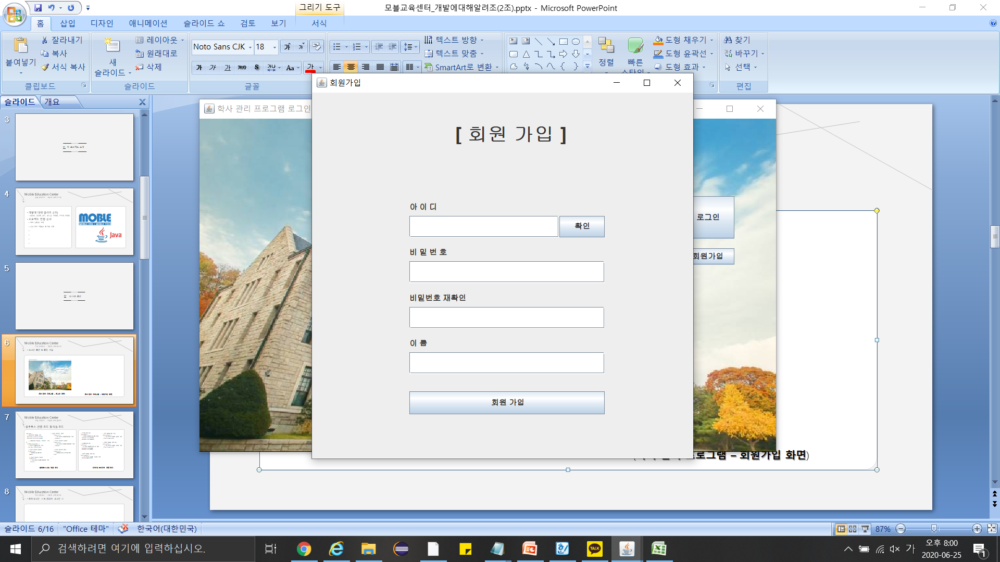 그리기 도구
모블교육센터_개발에대해알려조(2조).pptx - Microsoft PowerPoint
홈
삽입
디자인
애니메이션
슬라이드 쇼
검토
보기
서식
붙여넣기
잘라내기
복사
서식 복사
클립보드
새
슬라이드
레이아웃
원래대로
삭제
슬라이드
Noto Sans CJK
18
글꼴
텍스트 방향
텍스트 맞춤
SmartArt로 변환
정렬
빠른
스타일
도형 채우기
도형 윤곽선
도형 효과
찾기
바꾸기
선택
편집
슬라이드
개요
3
4
Moble Education Center
MOBLE
Java
5
6
Moble Education Center
7
Moble Education Center
8
Moble Education Center
학사 관리 프로그램 로그인
로그인
회원가입
회원가입
[ 회원 가입 ]
아 이 디
확인
비 밀 번 호
비밀번호 재확인
이 름
회원 가입
프로그램 – 회원가입 화면)
슬라이드 6/16
"Office 테마"
한국어(대한민국)
87%
검색하려면 여기에 입력하십시오.
TALK
가
오후 8:00
2020-06-25
1